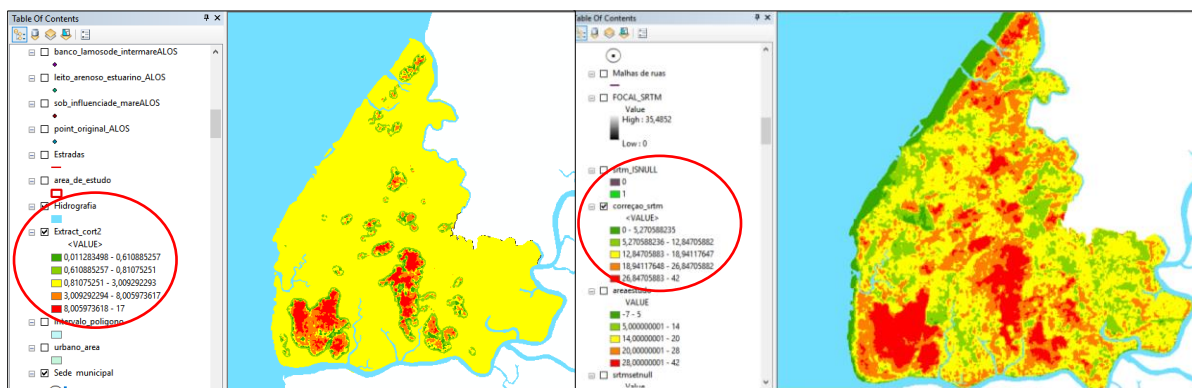 Table Of Contents
banco_lamosode_intermareALOS
leito_arenoso_estuarino_ALOS
sob_influenciade_mareALOS
point_original_ALOS
Estradas
area_de_estudo
Hidrografia
Extract_cort2
<VALUE>
0,011283498 - 0,610885257
0,610885257 - 0,81075251
0,81075251 - 3,009292293
3,009292294 - 8,005973617
8,005973618 - 17
intervalo_poligono
urbano_area
Sede_municipal
Table Of Contents
Malhas de ruas
FOCAL_SRTM
Value
High : 35,4852
Low : 0
srtm_ISNULL
0
1
correçao_srtm
<VALUE>
0 - 5,270588235
5,270588236 - 12,84705882
12,84705883 - 18,94117647
18,94117648 - 26,84705882
26,84705883 - 42
areaestudo
VALUE
-7 - 5
5,000000001 - 14
14,00000001 - 20
20,00000001 - 28
28,00000001 - 42
srtmsetnull
Value